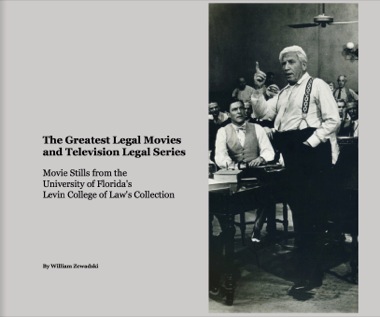 The Greatest Legal Movies
and Television Legal Series
Movie Stills from the
University of Florida's
Levin College of Law's Collection
By William Zewadski